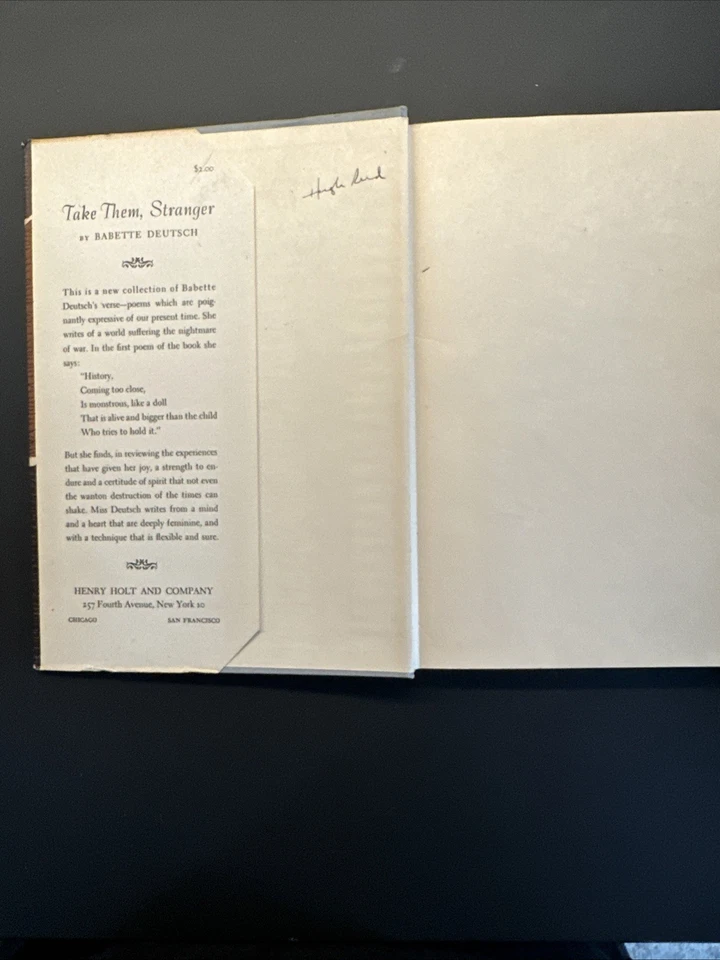 $2.00
Take Them, Stranger
BY BABETTE DEUTSCH
This is a new collection of Babette
Deutsch's verse—poems which are poig-
nantly expressive of our present time. She
writes of a world suffering the nightmare
of war. In the first poem of the book she
says:
"History,
Coming too close,
Is monstrous, like a doll
That is alive and bigger than the child
Who tries to hold it."
But she finds, in reviewing the experiences
that have given her joy, a strength to en-
dure and a certitude of spirit that not even
the wanton destruction of the times can
shake. Miss Deutsch writes from a mind
and a heart that are deeply feminine, and
with a technique that is flexible and sure.
HENRY HOLT AND COMPANY
257 Fourth Avenue, New York 10
CHICAGO SAN FRANCISCO
Hugh